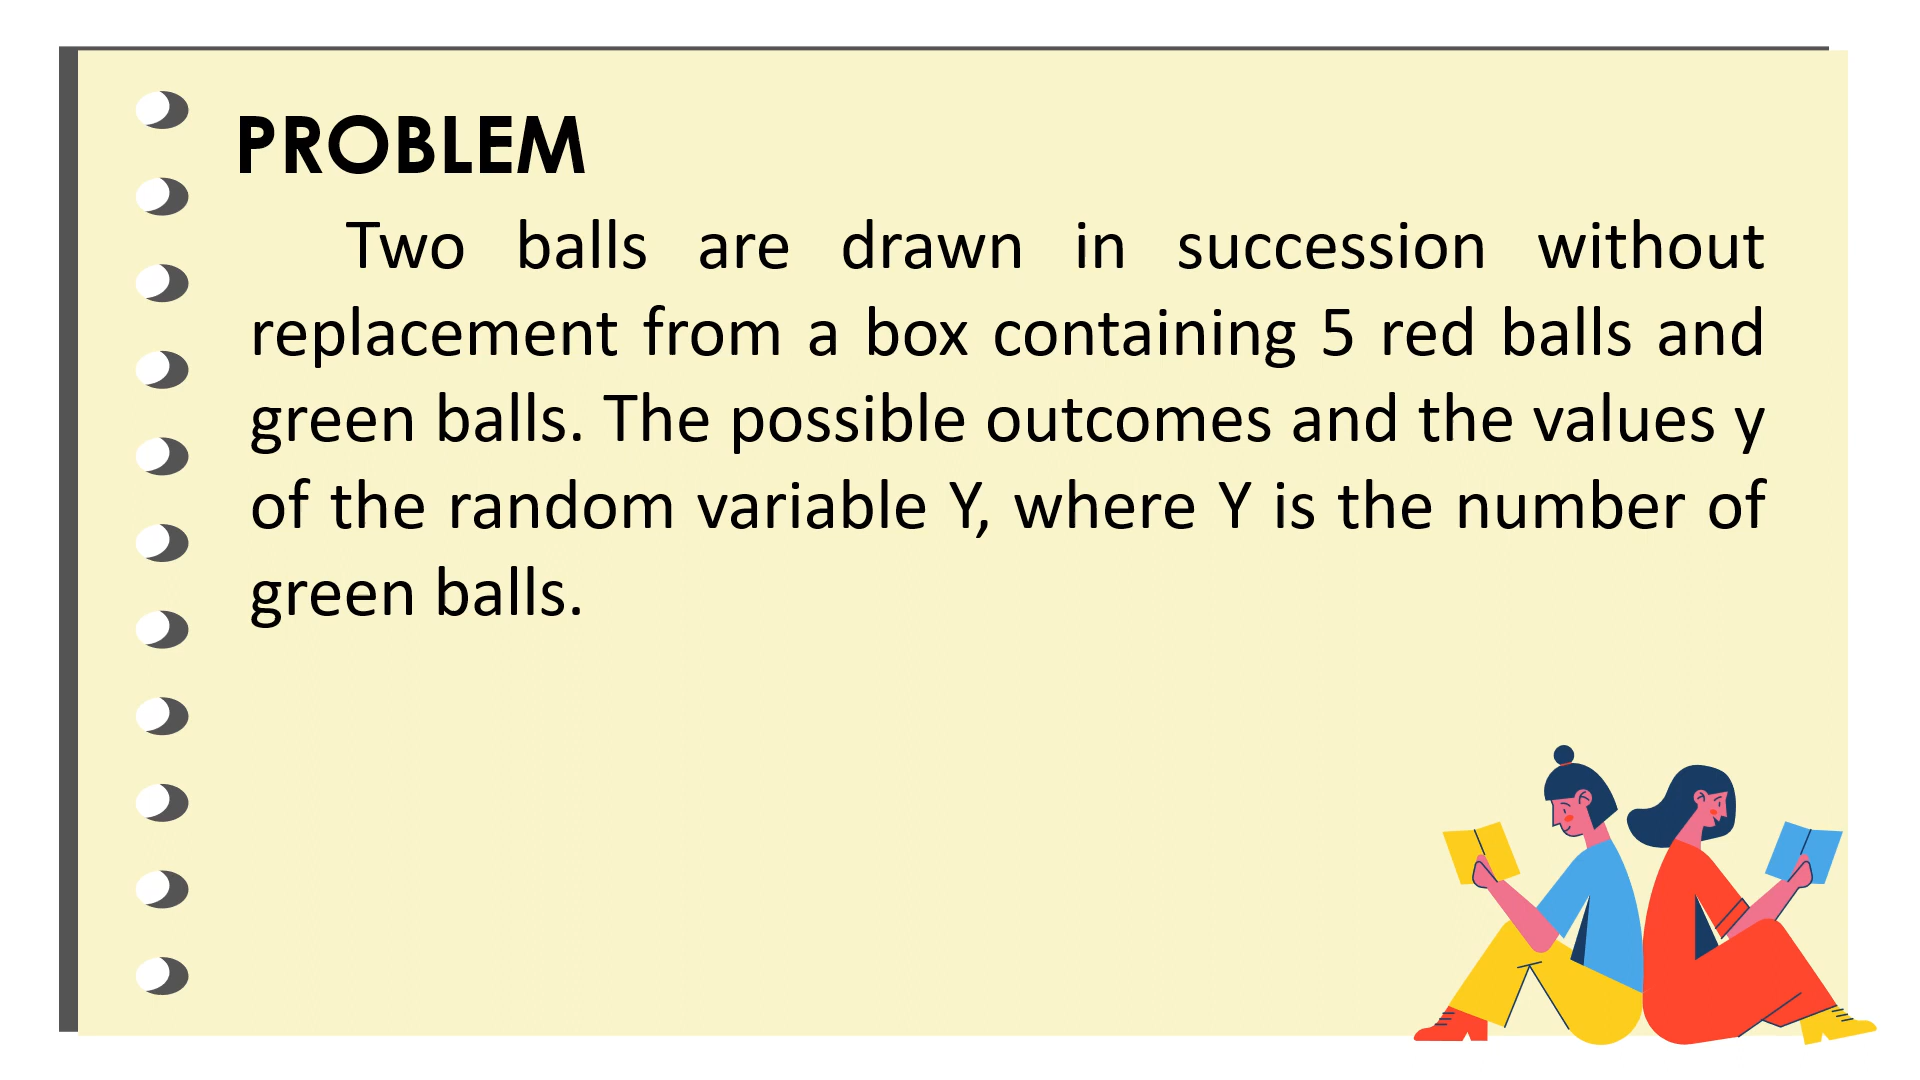 PROBLEM
Two balls are drawn in succession without
replacement from a box containing 5 red balls and
green balls. The possible outcomes and the values y
of the random variable Y, where Y is the number of
green balls.